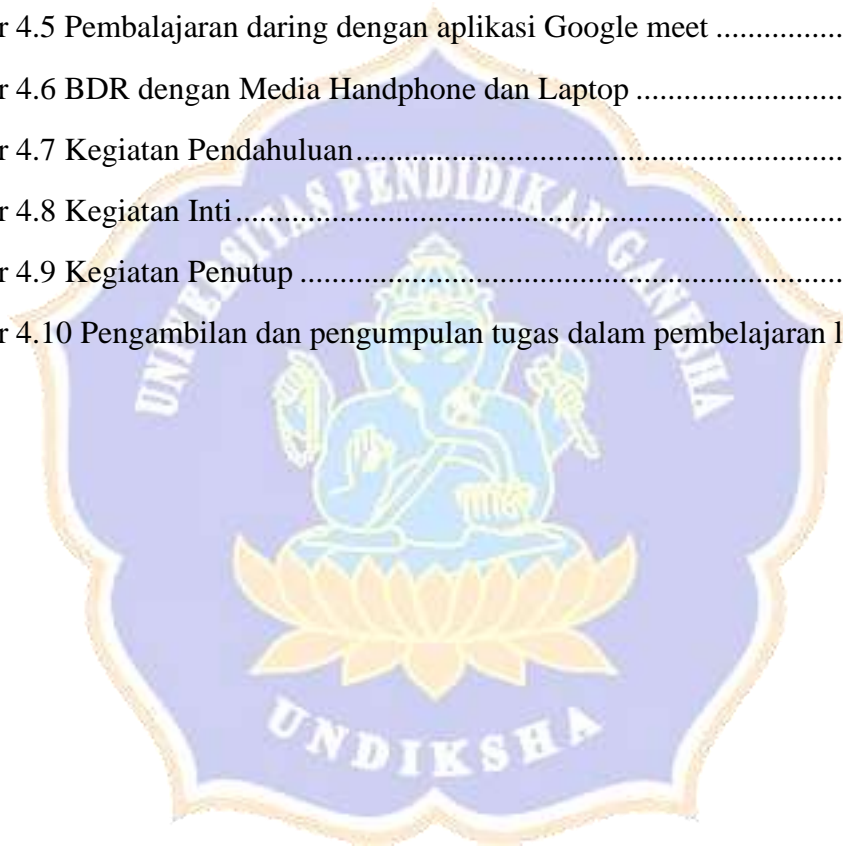 r 4.5 Pembalajaran daring dengan aplikasi Google meet ................
r 4.6 BDR dengan Media Handphone dan Laptop ..........................
r 4.7 Kegiatan Pendahuluan.............................................................
r 4.8 Kegiatan Inti............................................................................
r 4.9 Kegiatan Penutup ....................................................................
r 4.10 Pengambilan dan pengumpulan tugas dalam pembelajaran l
UNIVERSITAS PENDIDIKAN GANESHA
UNDIKSHA